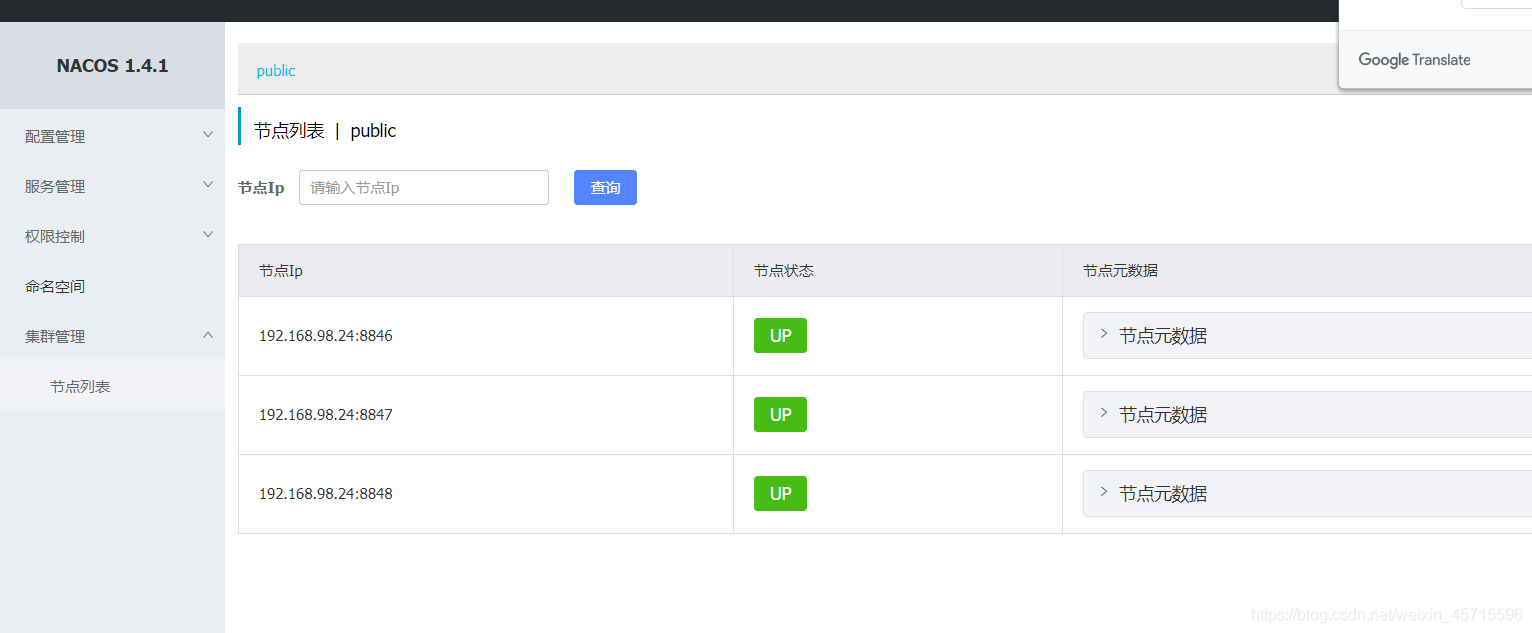 Google Translate
NACOS 1.4.1
配置管理
服务管理
权限控制
命名空间
集群管理
节点列表
public
节点列表 | public
节点Ip 请输入节点Ip 查询
节点Ip 节点状态 节点元数据
192.168.98.24:8846 UP 节点元数据
192.168.98.24:8847 UP 节点元数据
192.168.98.24:8848 UP 节点元数据
https://blog.csdn.net/weixin_45715596